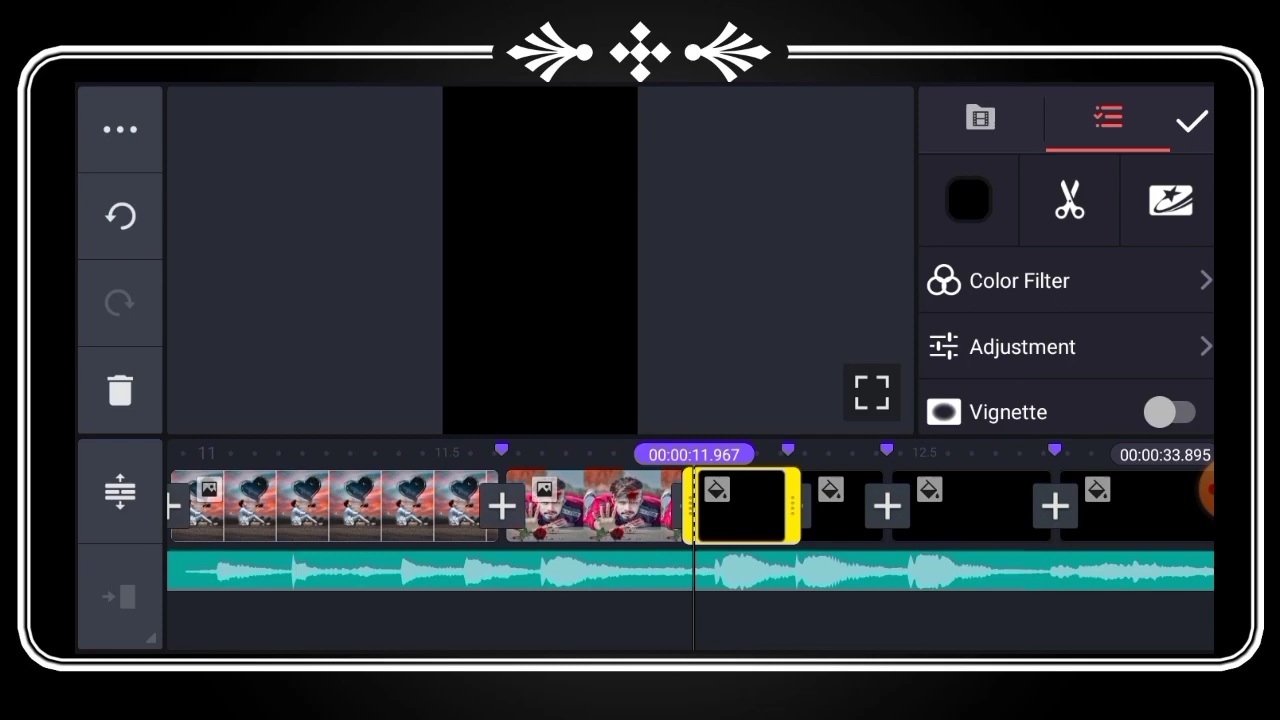 Color Filter
Adjustment
Vignette
11
11.5
00:00:11.967
12.5
00:00:33.895